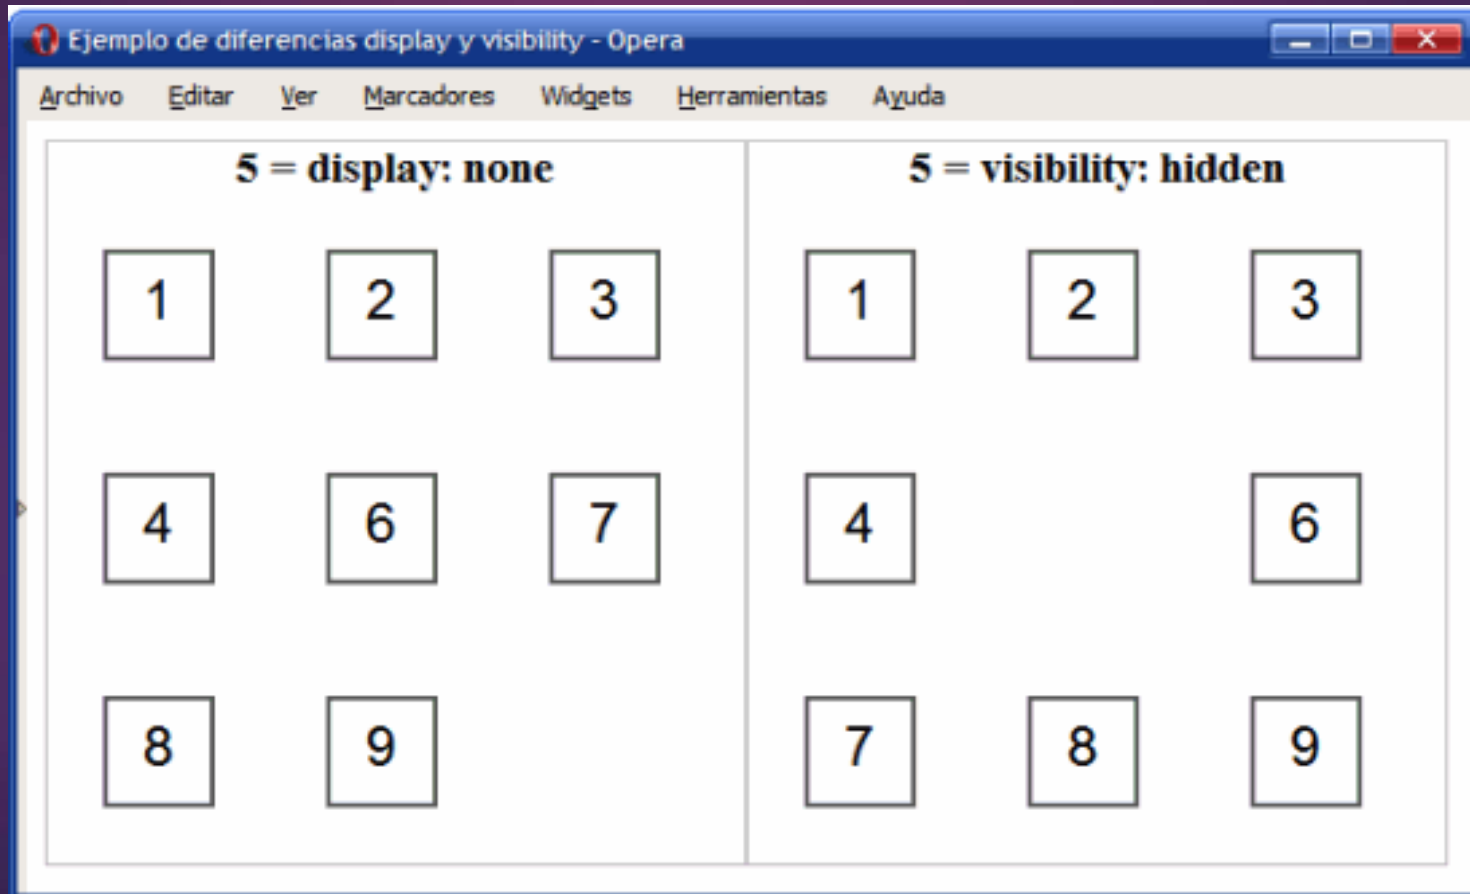 Ejemplo de diferencias display y visibility - Opera
Archivo Editar Ver Marcadores Widgets Herramientas Ayuda
5 = display: none
1 2 3
4 6 7
8 9
5 = visibility: hidden
1 2 3
4 6
7 8 9